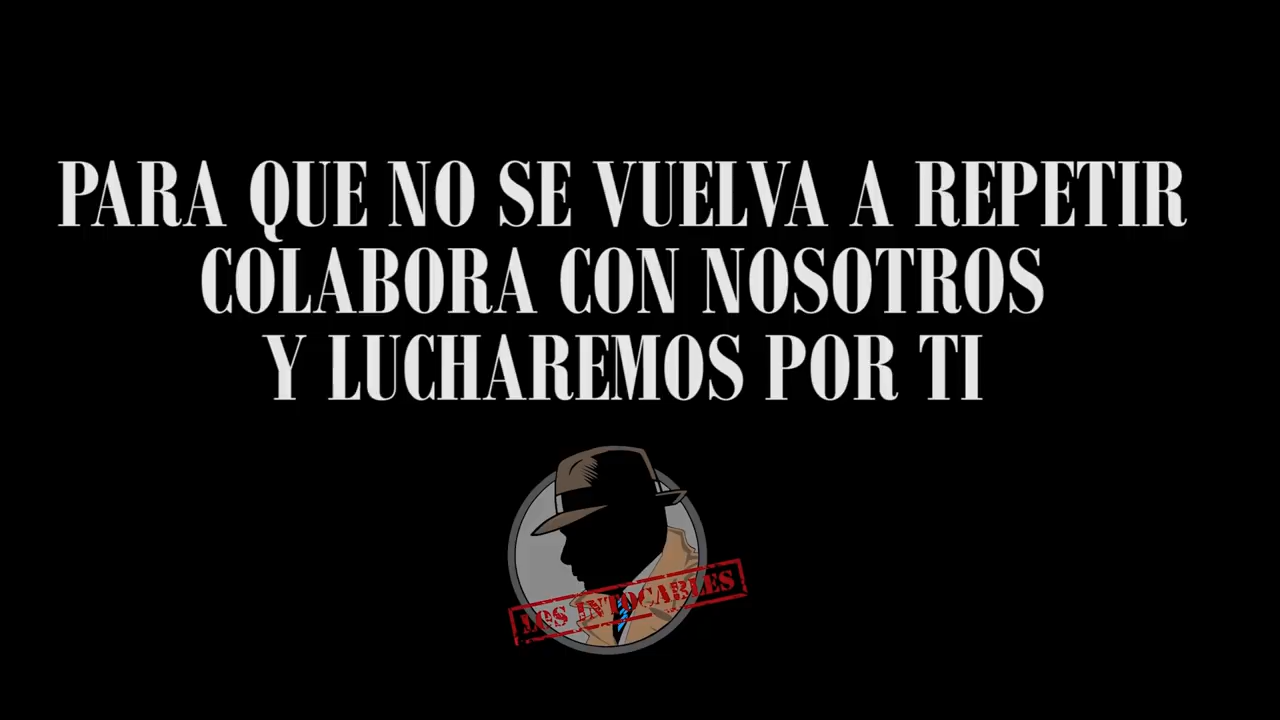 PARA QUE NO SE VUELVA A REPETIR
COLABORA CON NOSOTROS
Y LUCHAREMOS POR TI
LOS INTOCABLES